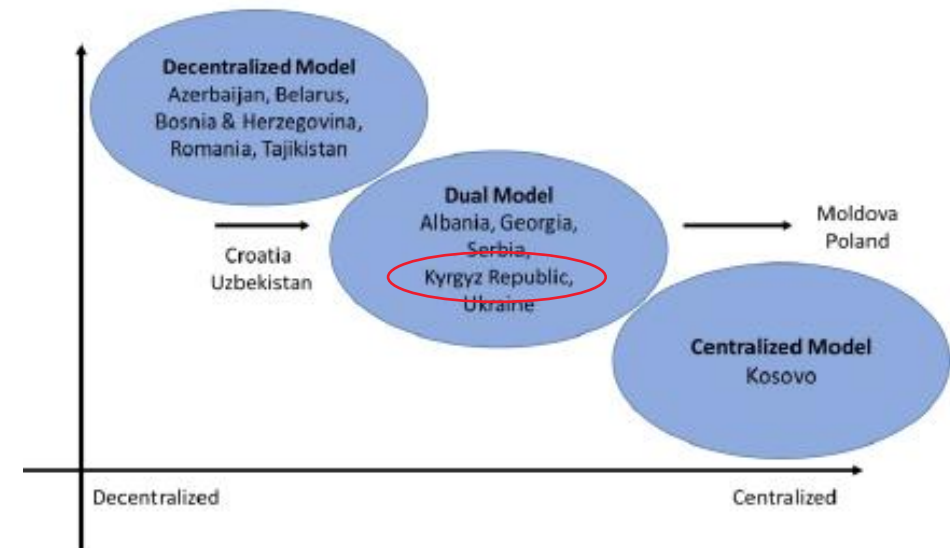 Decentralized Model
Azerbaijan, Belarus,
Bosnia & Herzegovina,
Romania, Tajikistan
Dual Model
Albania, Georgia,
Serbia,
Kyrgyz Republic,
Ukraine
Croatia
Uzbekistan
Moldova
Poland
Centralized Model
Kosovo
Decentralized
Centralized